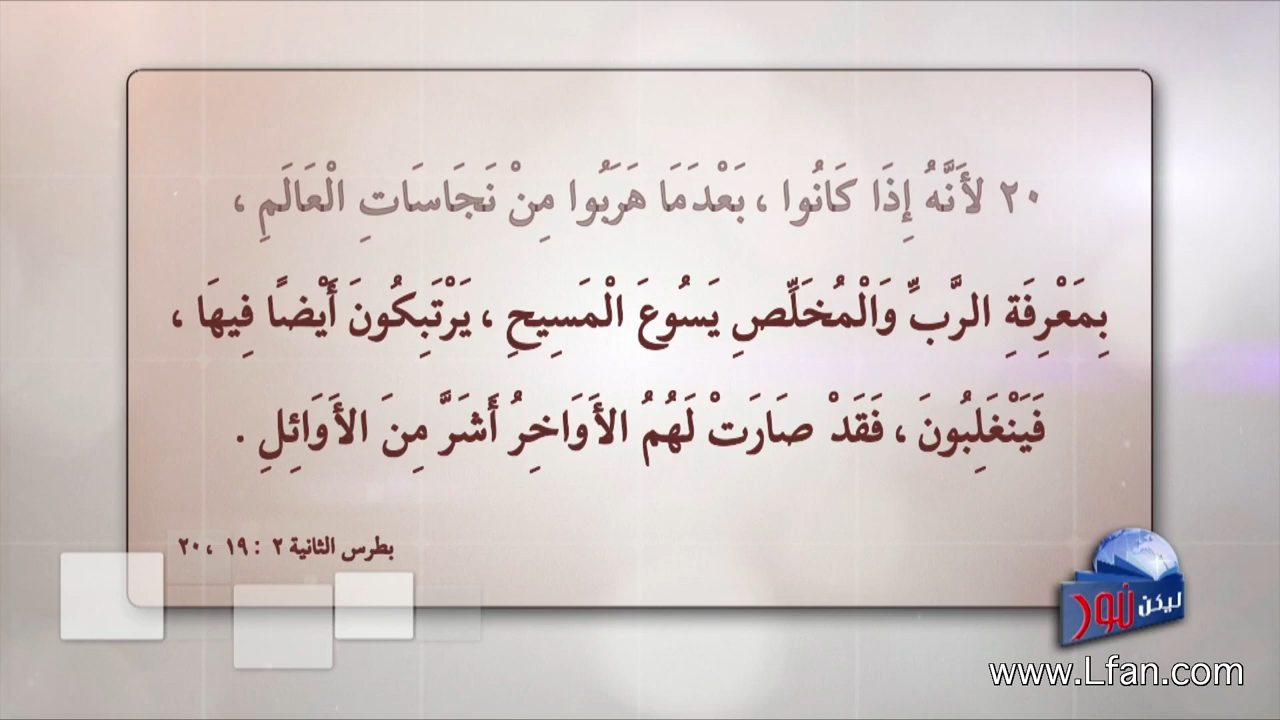 ٢٠ لأَنَّهُ إِذَا كَانُوا ، بَعْدَمَا هَرَبُوا مِنْ نَجَاسَاتِ الْعَالَمِ ،
بِمَعْرِفَةِ الرَّبِّ وَالْمُخَلِّصِ يَسُوعَ الْمَسِيحِ ، يَرْتَبِكُونَ أَيْضًا فِيهَا ،
فَيَنْغَلِبُونَ ، فَقَدْ صَارَتْ لَهُمُ الأَوَاخِرُ أَشَرَّ مِنَ الأَوَائِلِ .
بطرس الثانية ٢ : ١٩ ، ٢٠
ليكن نور
www.Lfan.com